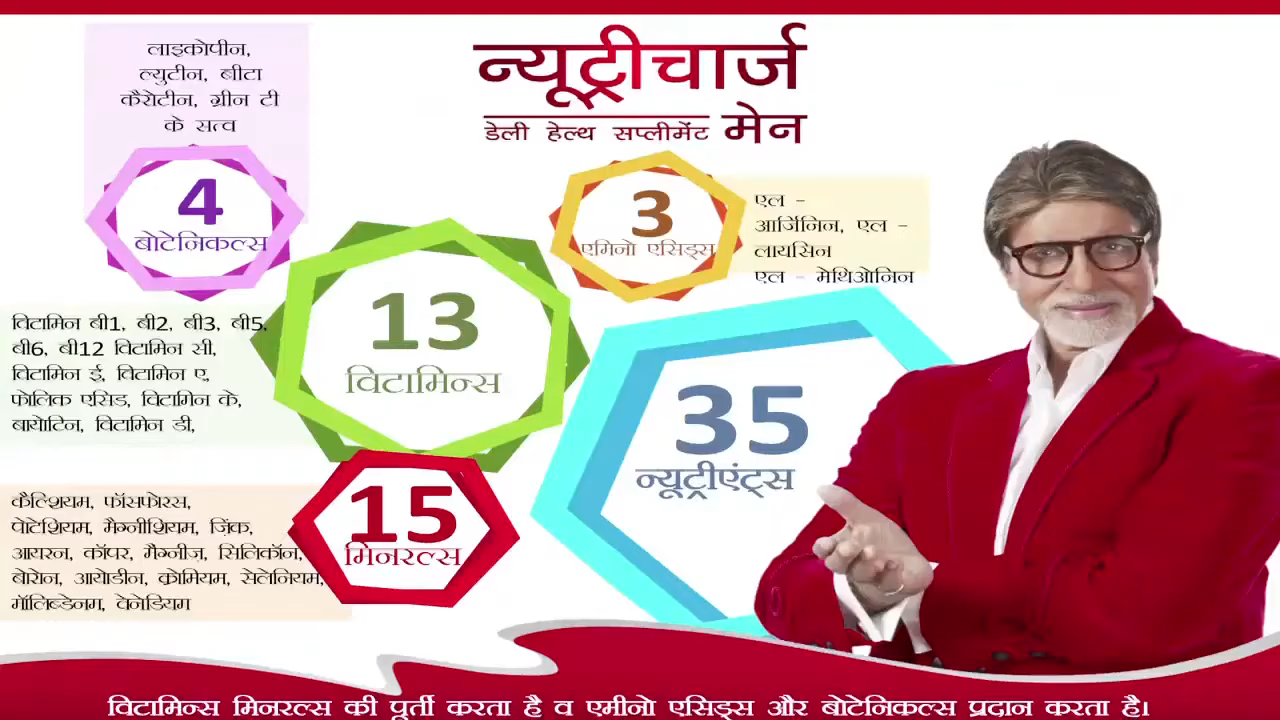 न्यूट्रीचार्ज
डेली हेल्थ सप्लीमेंट मेन
लाइकोपीन,
ल्युटीन, बीटा
कैरोटीन, ग्रीन टी
के सत्व
4
बोटेनिकल्स
3
एमिनो एसिड्स
एल -
आर्जिनिन, एल -
लायसिन
एल - मेथिओनिन
13
विटामिन्स
विटामिन बी1, बी2, बी3, बी5,
बी6, बी12 विटामिन सी,
विटामिन ई, विटामिन ए,
फोलिक एसिड, विटामिन के,
बायोटिन, विटामिन डी,
35
न्यूट्रीएंट्स
15
मिनरल्स
कैल्शियम, फॉसफोरस,
पोटेशियम, मैग्नीशियम, ज़िंक,
आयरन, कॉपर, मैग्नीज़, सिलिकॉन,
बोरोन, आयोडीन, क्रोमियम, सेलेनियम,
मॉलिब्डेनम, वेनेडियम
विटामिन्स मिनरल्स की पूर्ती करता है व एमीनो एसिड्स और बोटेनिकल्स प्रदान करता है।